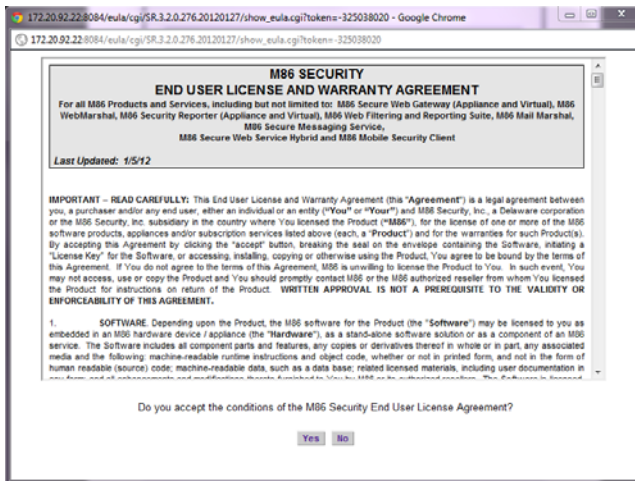 172.20.92.22:8084/eula/cgi/SR.3.2.0.276.20120127/show_eula.cgi?token=-325038020 - Google Chrome
172.20.92.22:8084/eula/cgi/SR.3.2.0.276.20120127/show_eula.cgi?token=-325038020
M86 SECURITY
END USER LICENSE AND WARRANTY AGREEMENT
For all M86 Products and Services, including but not limited to: M86 Secure Web Gateway (Appliance and Virtual), M86
WebMarshal, M86 Security Reporter (Appliance and Virtual), M86 Web Filtering and Reporting Suite, M86 Mail Marshal,
M86 Secure Messaging Service,
M86 Secure Web Service Hybrid and M86 Mobile Security Client
Last Updated: 1/5/12
IMPORTANT – READ CAREFULLY: This End User License and Warranty Agreement (this "Agreement") is a legal agreement between
you, a purchaser and/or any end user, either an individual or an entity ("You" or "Your") and M86 Security, Inc., a Delaware corporation
or the M86 Security, Inc. subsidiary in the country where You licensed the Product ("M86"), for the license of one or more of the M86
software products, appliances and/or subscription services listed above (each, a "Product") and for the warranties for such Product(s).
By accepting this Agreement by clicking the "accept" button, breaking the seal on the envelope containing the Software, initiating a
"License Key" for the Software, or accessing, installing, copying or otherwise using the Product, You agree to be bound by the terms of
this Agreement. If You do not agree to the terms of this Agreement, M86 is unwilling to license the Product to You. In such event, You
may not access, use or copy the Product and You should promptly contact M86 or the M86 authorized reseller from whom You licensed
the Product for instructions on return of the Product. WRITTEN APPROVAL IS NOT A PREREQUISITE TO THE VALIDITY OR
ENFORCEABILITY OF THIS AGREEMENT.
1. SOFTWARE. Depending upon the Product, the M86 software for the Product (the "Software") may be licensed to you as
embedded in an M86 hardware device / appliance (the "Hardware"), as a stand-alone software solution or as a component of an M86
service. The Software includes all component parts and features, any copies or derivatives thereof in whole or in part, any associated
media and the following: machine-readable runtime instructions and object code, whether or not in printed form, and not in the form of
human readable (source) code; machine-readable data, such as a data base; related licensed materials, including user documentation in
Do you accept the conditions of the M86 Security End User License Agreement?
Yes No